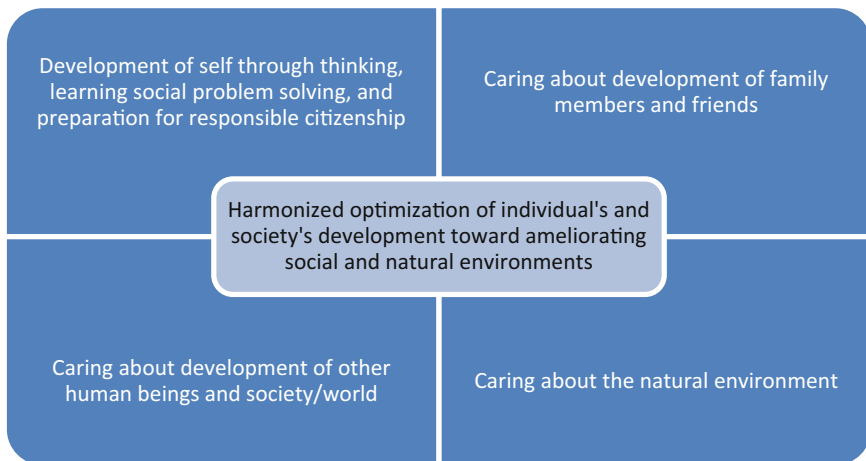 Development of self through thinking,
learning social problem solving, and
preparation for responsible citizenship
Caring about development of family
members and friends
Harmonized optimization of individual's and
society's development toward ameliorating
social and natural environments
Caring about development of other
human beings and society/world
Caring about the natural environment